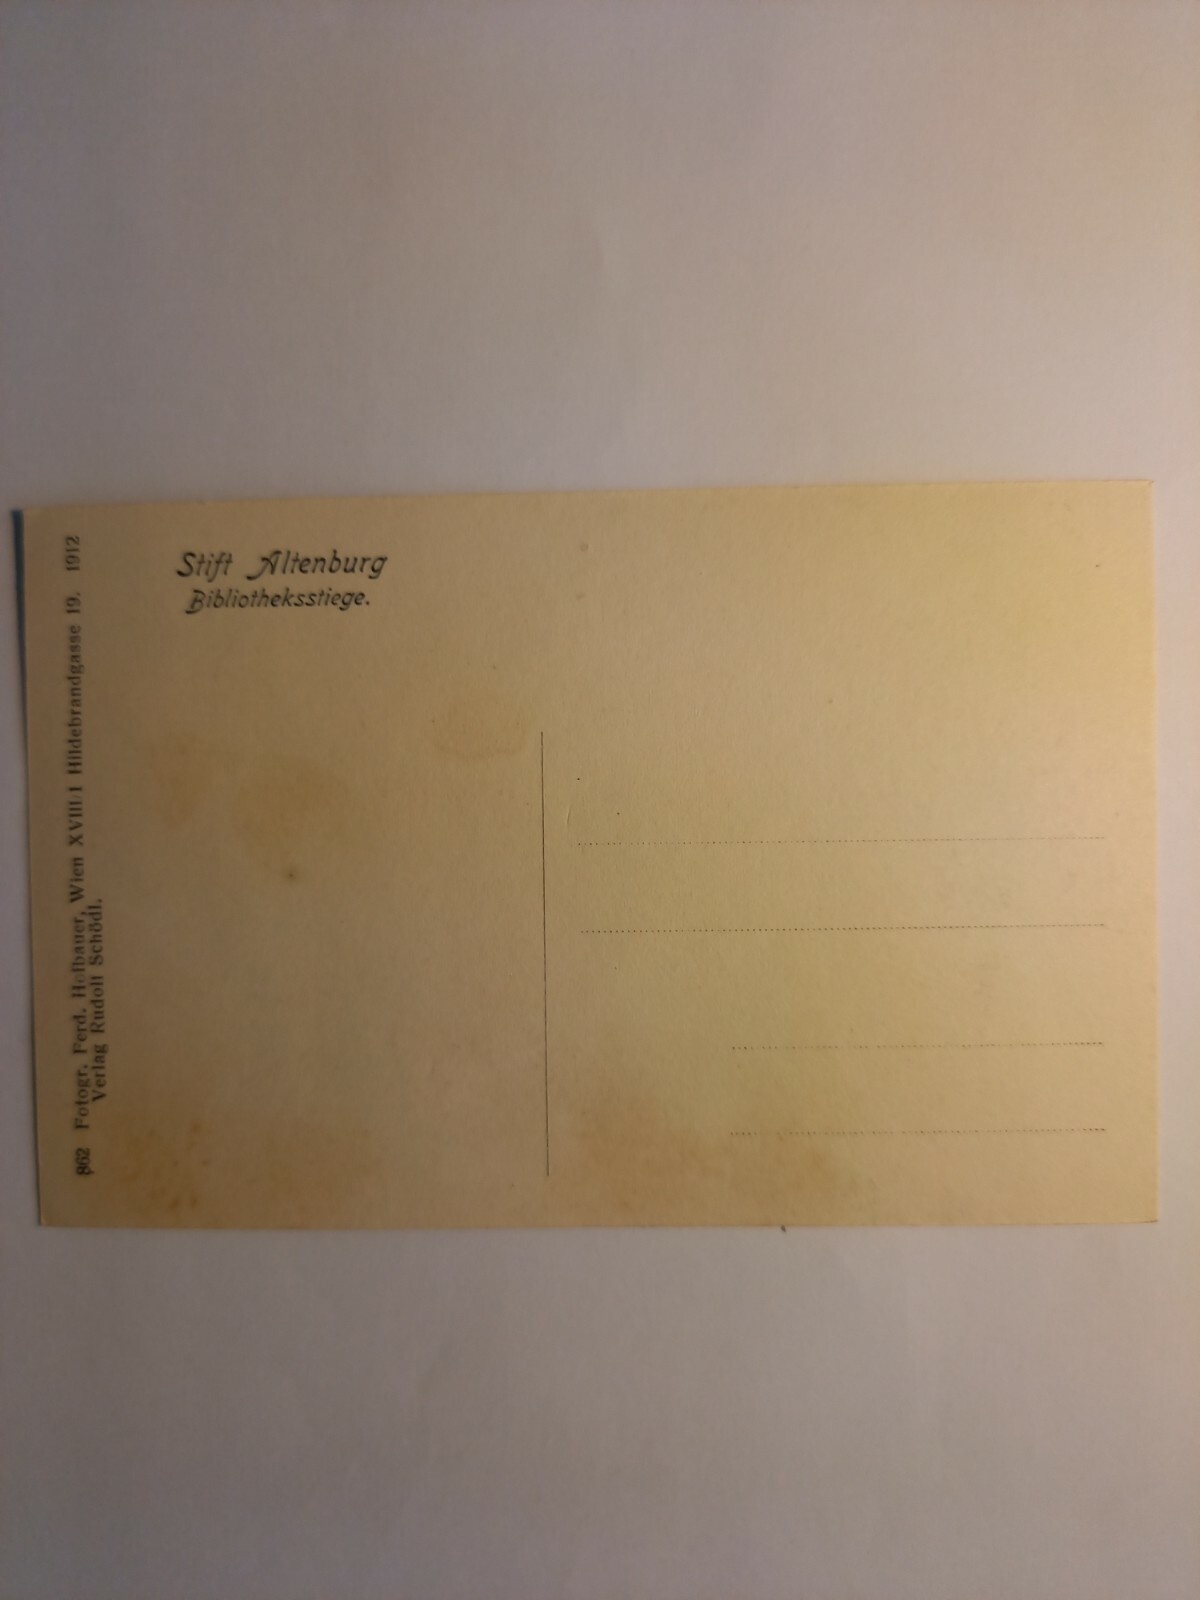 Stift Altenburg
Bibliotheksstiege.
862 Fotogr. Ferd. Hofbauer, Wien XVIII/1 Hildebrandgasse 19. 1912
Verlag Rudolf Schödl.